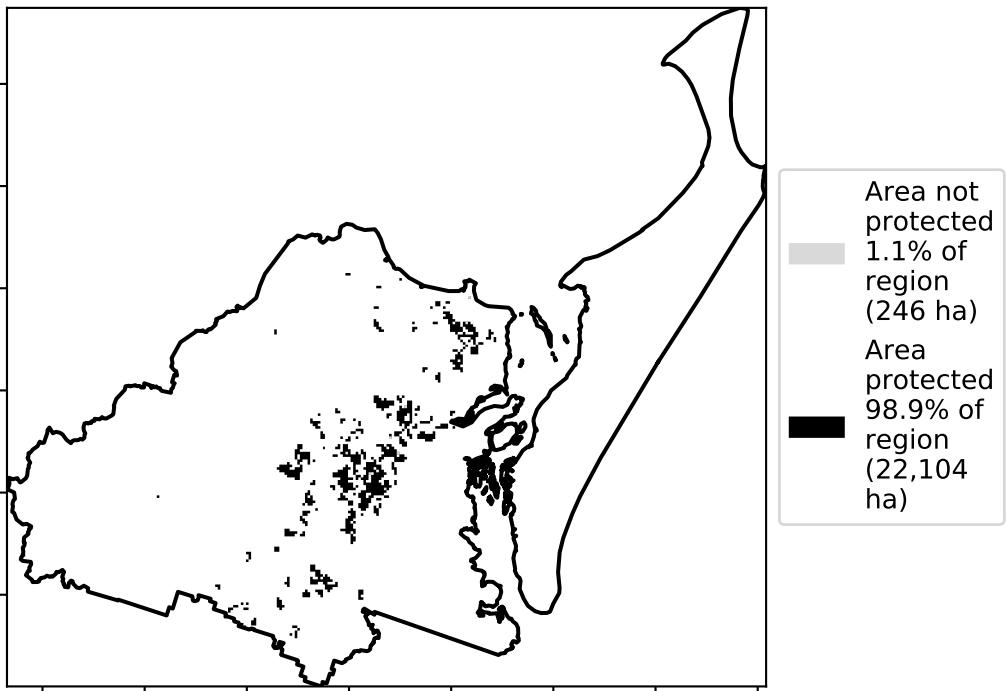 Area not
protected
1.1% of
region
(246 ha)
Area
protected
98.9% of
region
(22,104
ha)